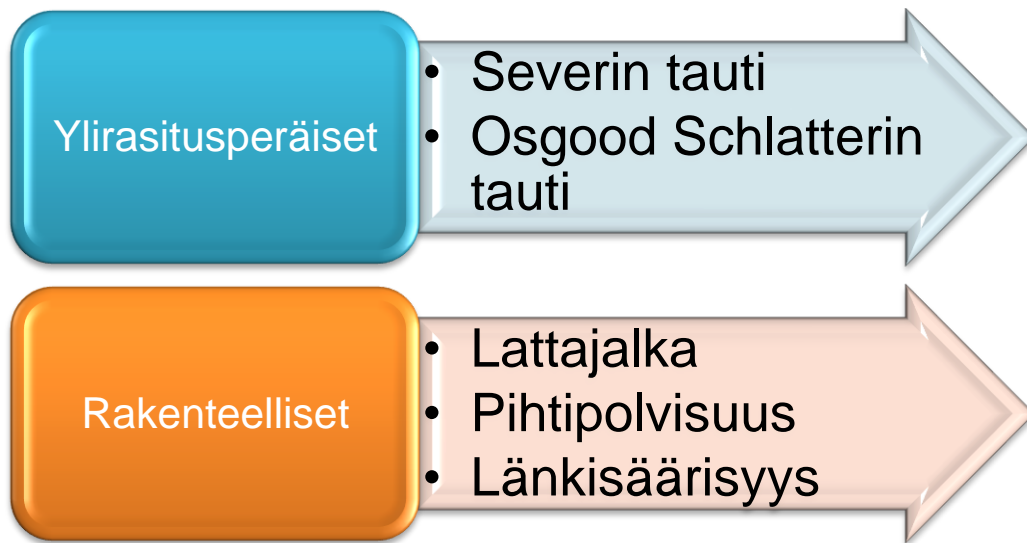 Ylirasitusperäiset
• Severin tauti
• Osgood Schlatterin
tauti
Rakenteelliset
• Lattajalka
• Pihtipolvisuus
• Länkisäärisyys